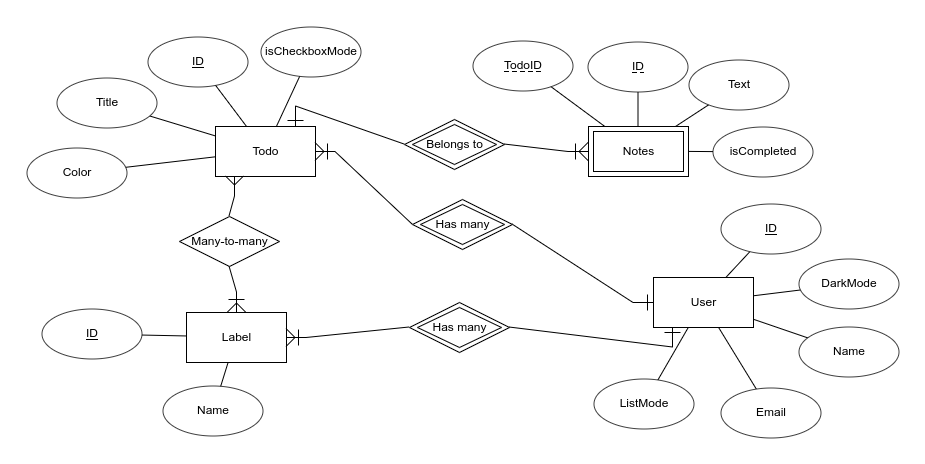 isCheckboxMode
ID
TodoID
ID
Text
Title
Todo
Belongs to
Notes
isCompleted
Color
Has many
ID
Many-to-many
DarkMode
User
ID
Label
Has many
Name
ListMode
Name
Email